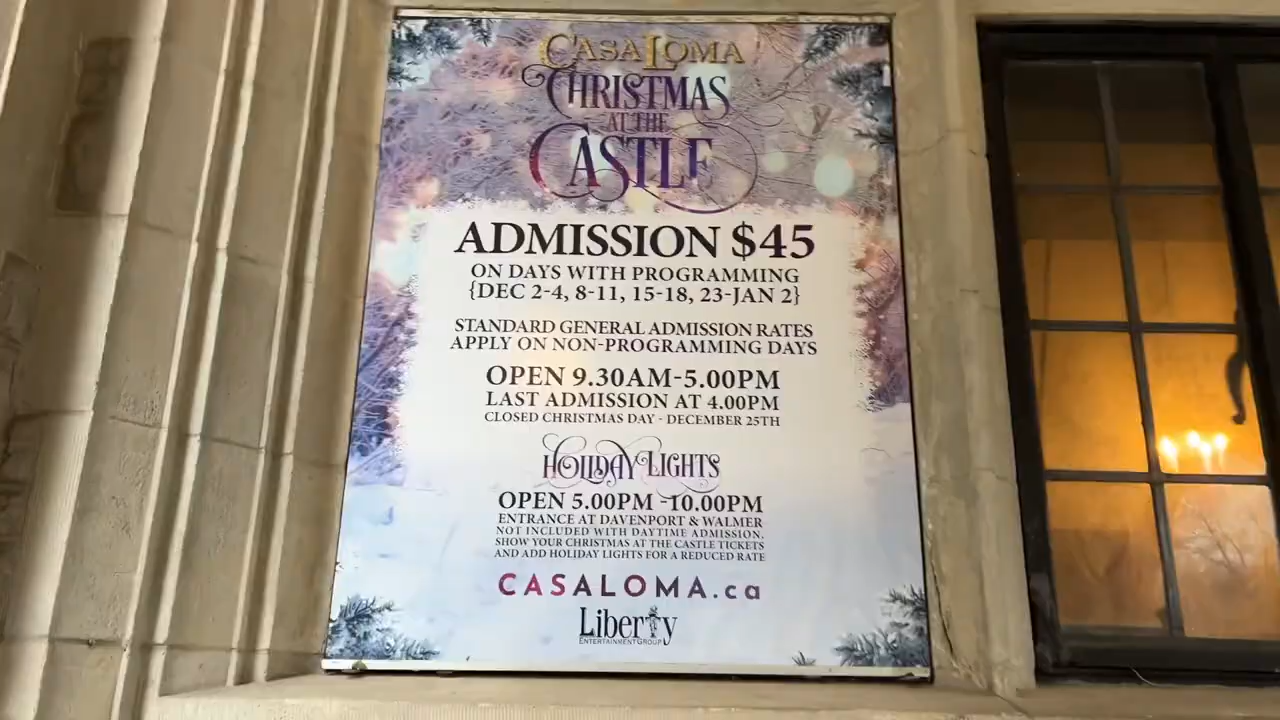 CASA LOMA
CHRISTMAS
AT THE
CASTLE
ADMISSION $45
ON DAYS WITH PROGRAMMING
{DEC 2-4, 8-11, 15-18, 23-JAN 2}
STANDARD GENERAL ADMISSION RATES
APPLY ON NON-PROGRAMMING DAYS
OPEN 9.30AM-5.00PM
LAST ADMISSION AT 4.00PM
CLOSED CHRISTMAS DAY - DECEMBER 25TH
HOLIDAY LIGHTS
OPEN 5.00PM -10.00PM
ENTRANCE AT DAVENPORT & WALMER
NOT INCLUDED WITH DAYTIME ADMISSION.
SHOW YOUR CHRISTMAS AT THE CASTLE TICKETS
AND ADD HOLIDAY LIGHTS FOR A REDUCED RATE
CASALOMA.ca
Liberty
ENTERTAINMENT GROUP